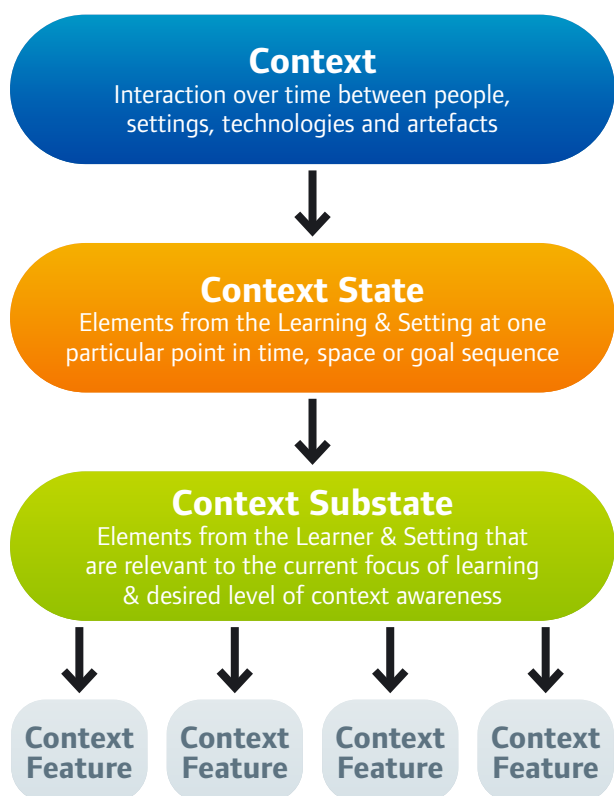 Context
Interaction over time between people,
settings, technologies and artefacts
Context State
Elements from the Learning & Setting at one
particular point in time, space or goal sequence
Context Substate
Elements from the Learner & Setting that
are relevant to the current focus of learning
& desired level of context awareness
Context
Feature
Context
Feature
Context
Feature
Context
Feature